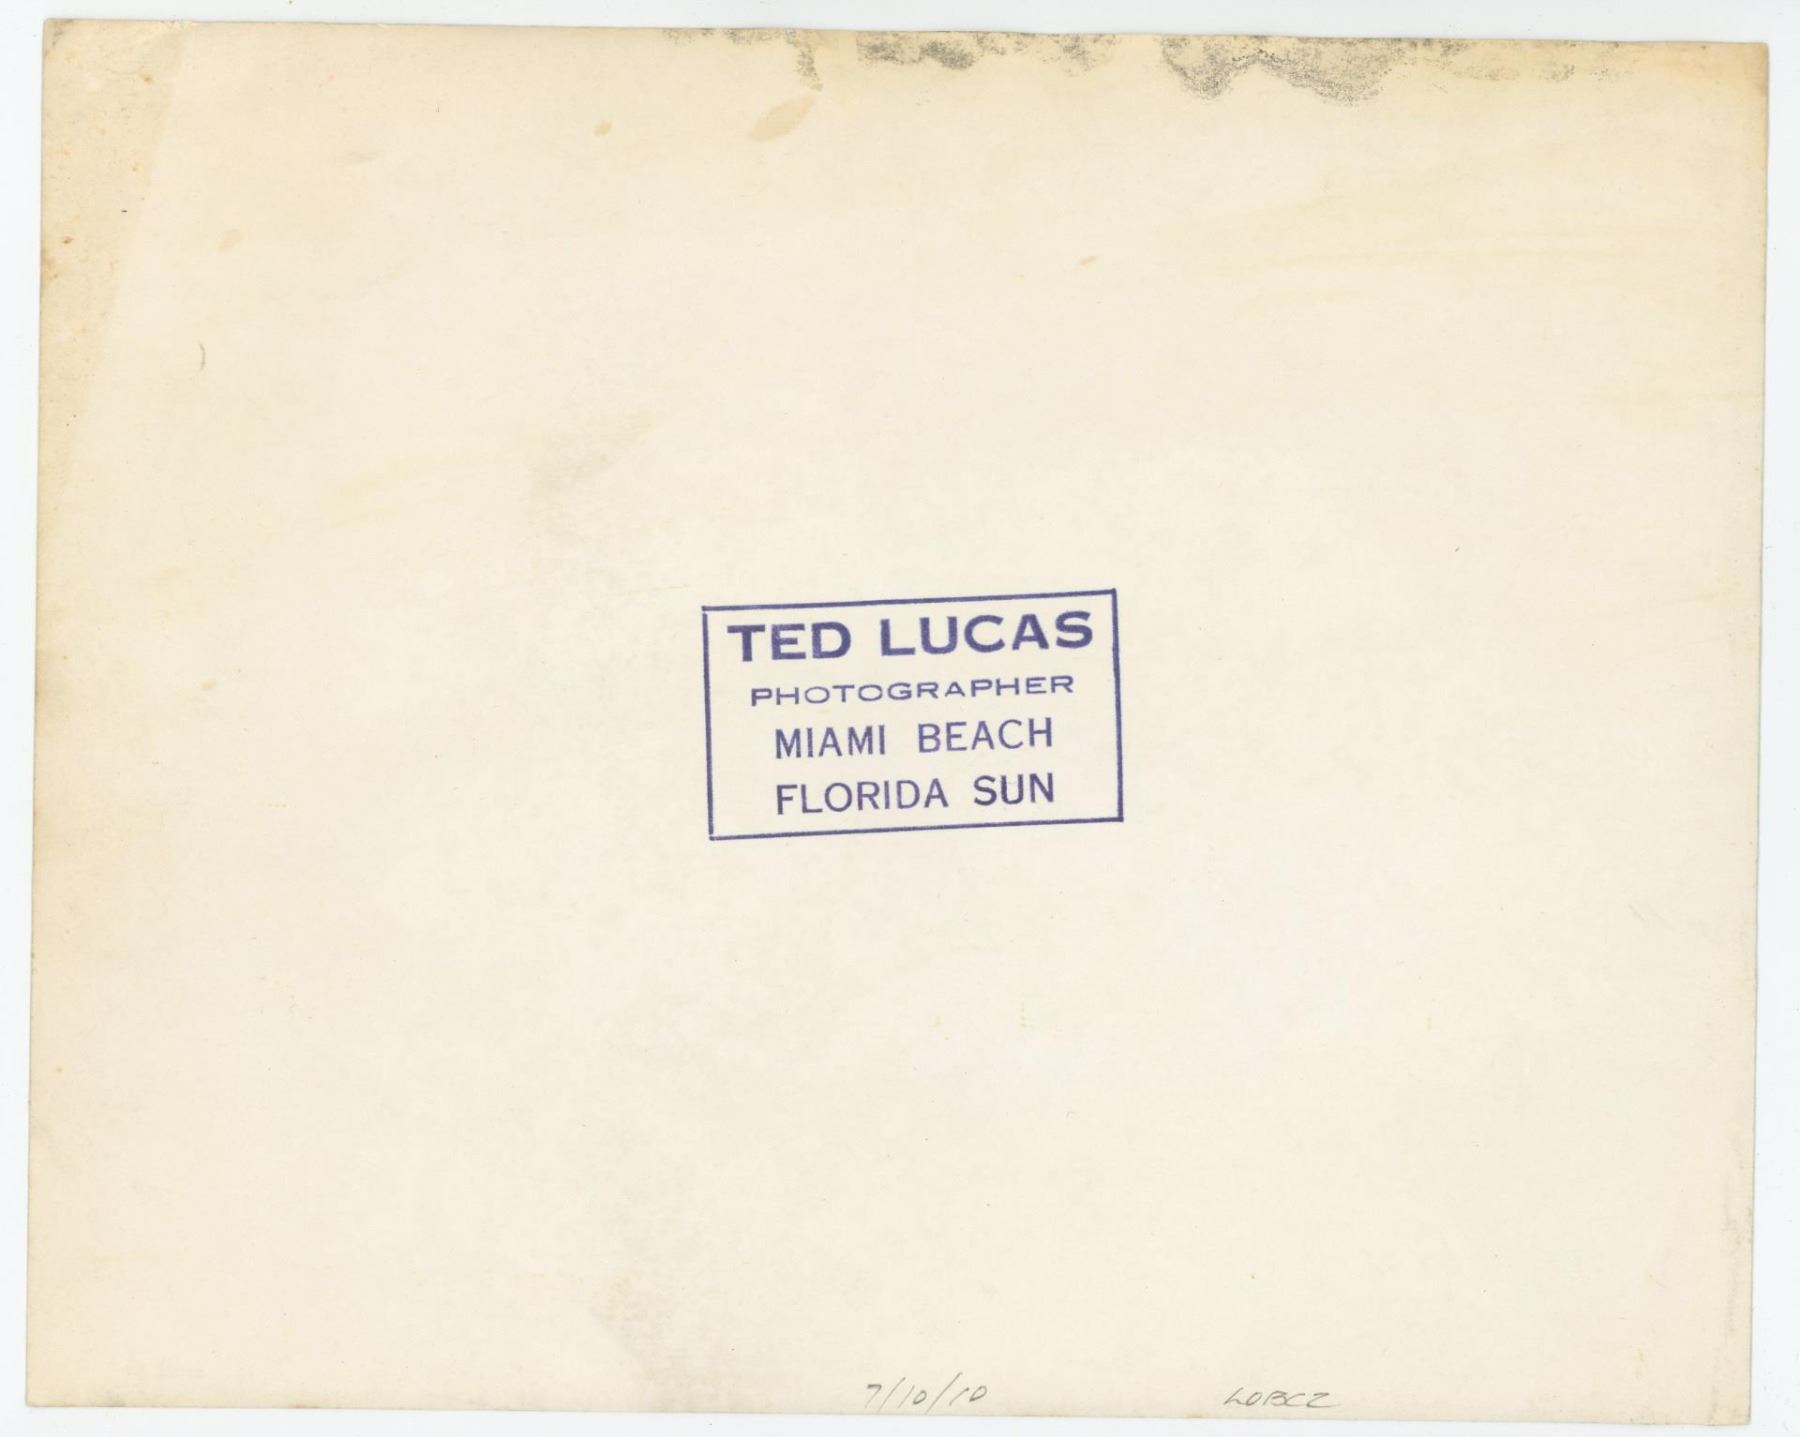 TED LUCAS
PHOTOGRAPHER
MIAMI BEACH
FLORIDA SUN
7/10/10